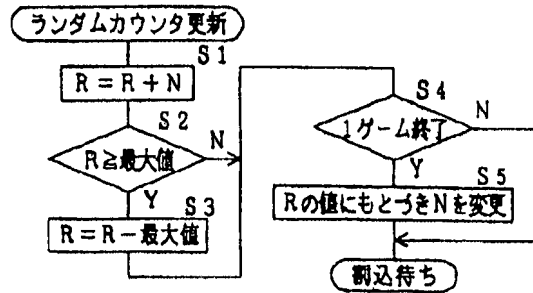 ランダムカウンタ更新
S1
R=R+N
S2
R≧最大値
N
Y
S3
R=R-最大値
S4
1ゲーム終了
N
Y
S5
Rの値にもとづきNを変更
割込待ち